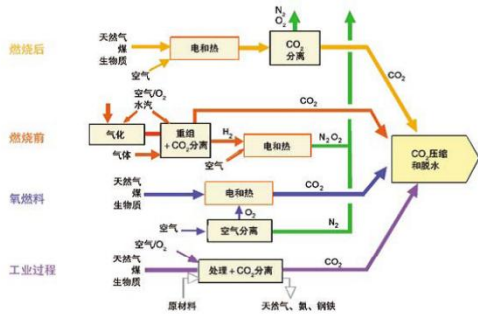 N₂
O₂
燃烧后
天然气
煤
生物质
电和热
CO₂
分离
空气
CO₂
燃烧前
空气/O₂
水汽
气化
重组
+CO₂分离
气体
H₂
空气
电和热
CO₂
N₂ O₂
CO₂压缩
和脱水
氧燃料
天然气
煤
生物质
电和热
CO₂
O₂
空气
空气分离
N₂
工业过程
空气/O₂
天然气
煤
生物质
处理+CO₂分离
CO₂
原材料
天然气、氨、钢铁